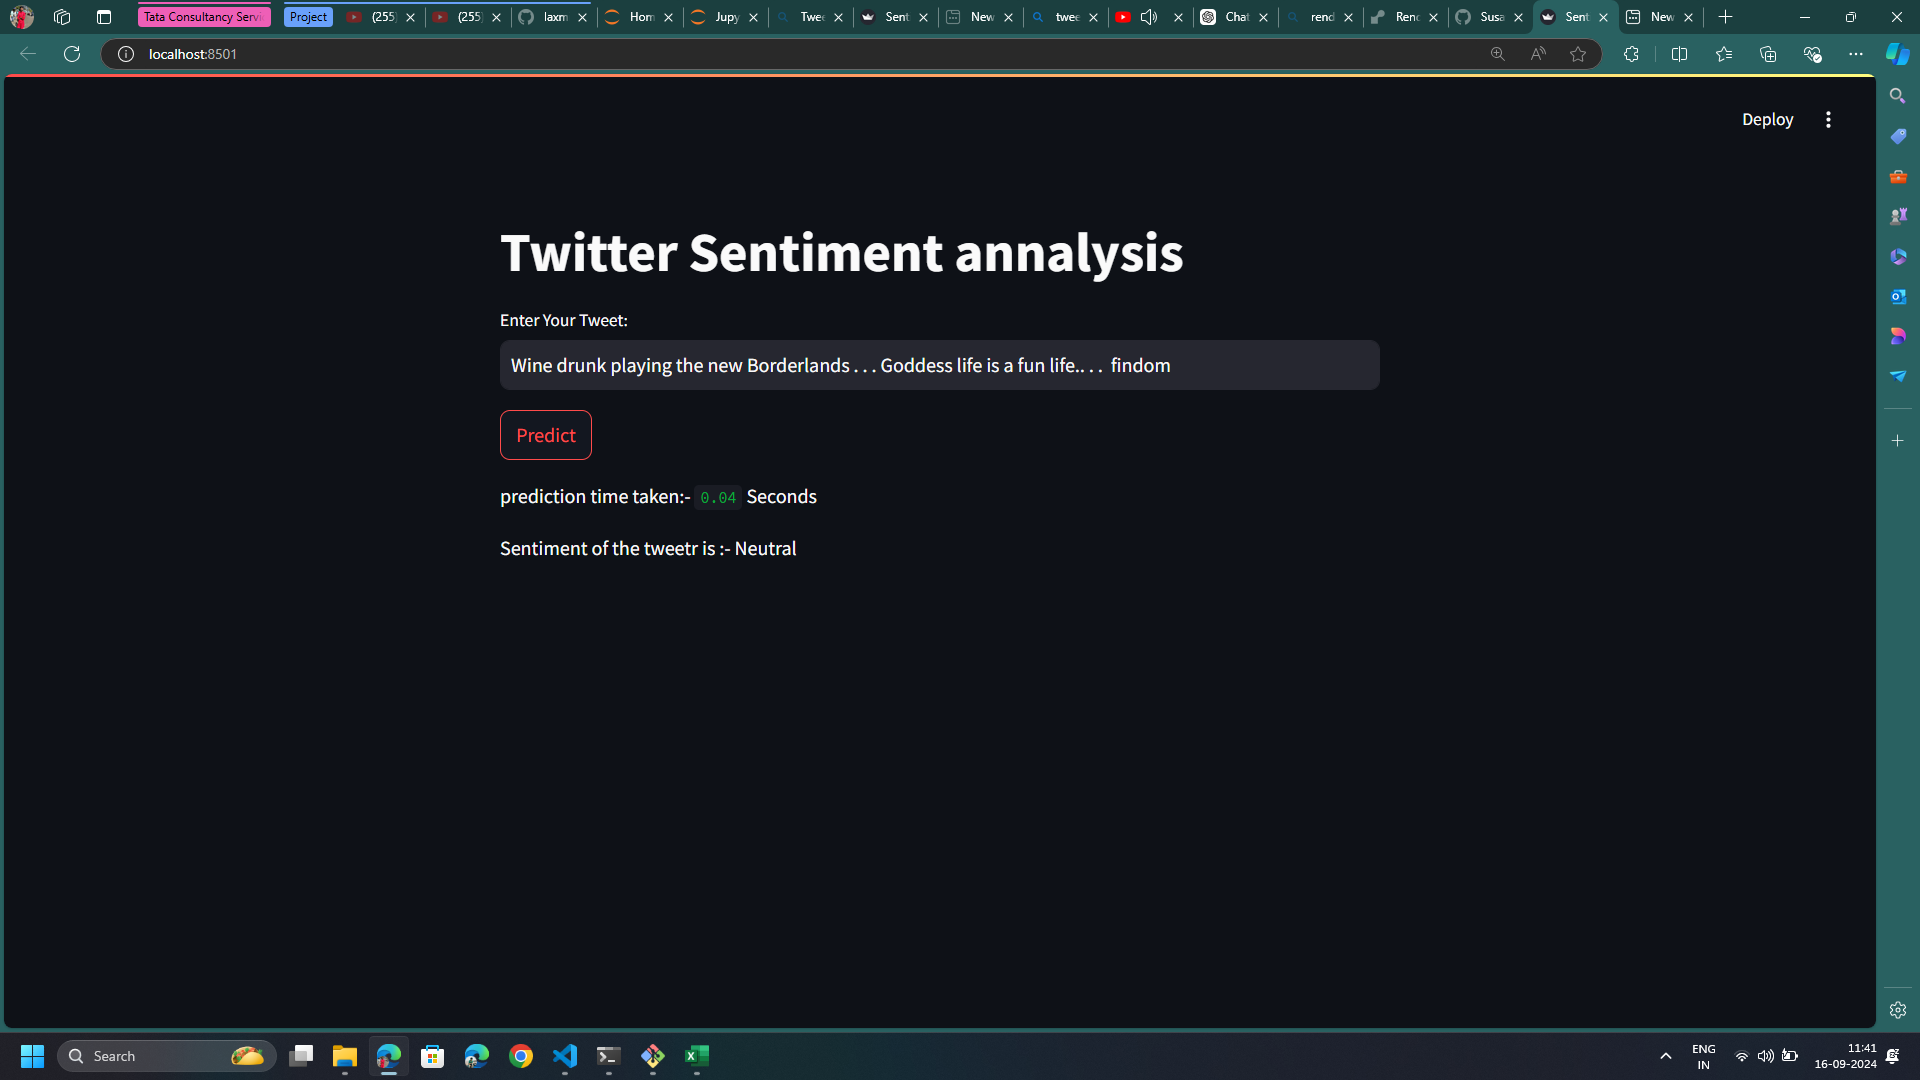 Tata Consultancy Servi
Project
(255)
(255)
laxm
Hom
Jupy
Twe
Sent
New
twee
Chat
rend
Ren
Susa
Sent
New
localhost:8501
Deploy
Twitter Sentiment annalysis
Enter Your Tweet:
Wine drunk playing the new Borderlands . . . Goddess life is a fun life.. . .  findom
Predict
prediction time taken:- 0.04 Seconds
Sentiment of the tweetr is :- Neutral
Search
ENG
IN
11:41
16-09-2024